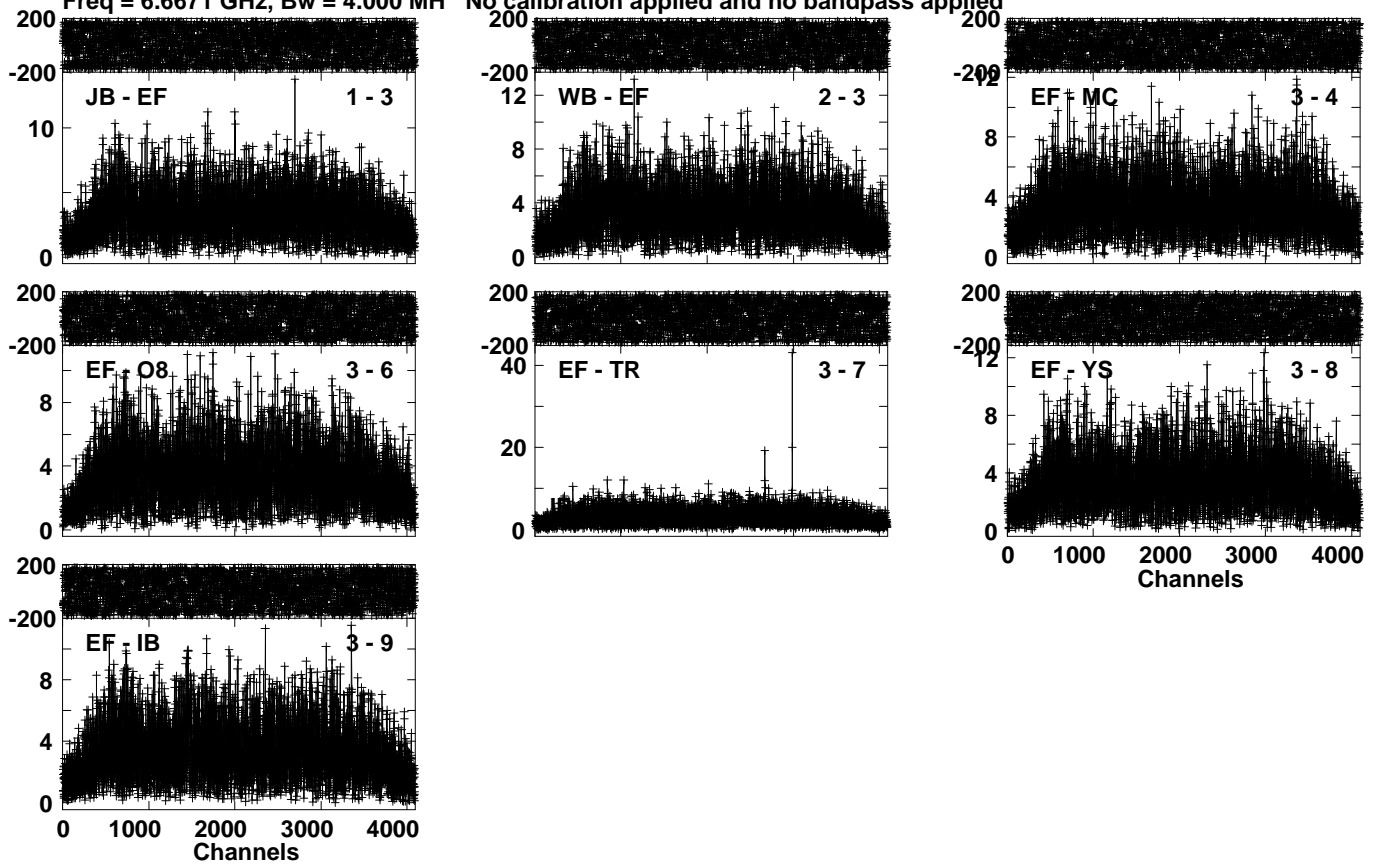 Freq = 6.6671 GHz, Bw = 4.000 MH No calibration applied and no bandpass applied
200 200 200
-200 -200 -200
JB - EF 1 - 3 WB - EF 2 - 3 EF - MC 3 - 4
12 12
10
8 8
4 4
0 0 0
200 200 200
-200 -200 -200
EF - O8 3 - 6 EF - TR 3 - 7 EF - YS 3 - 8
40 12
8 20 8
4 4
0 0 0
0 1000 2000 3000 4000
Channels
200
-200
EF - IB 3 - 9
8
4
0
0 1000 2000 3000 4000
Channels